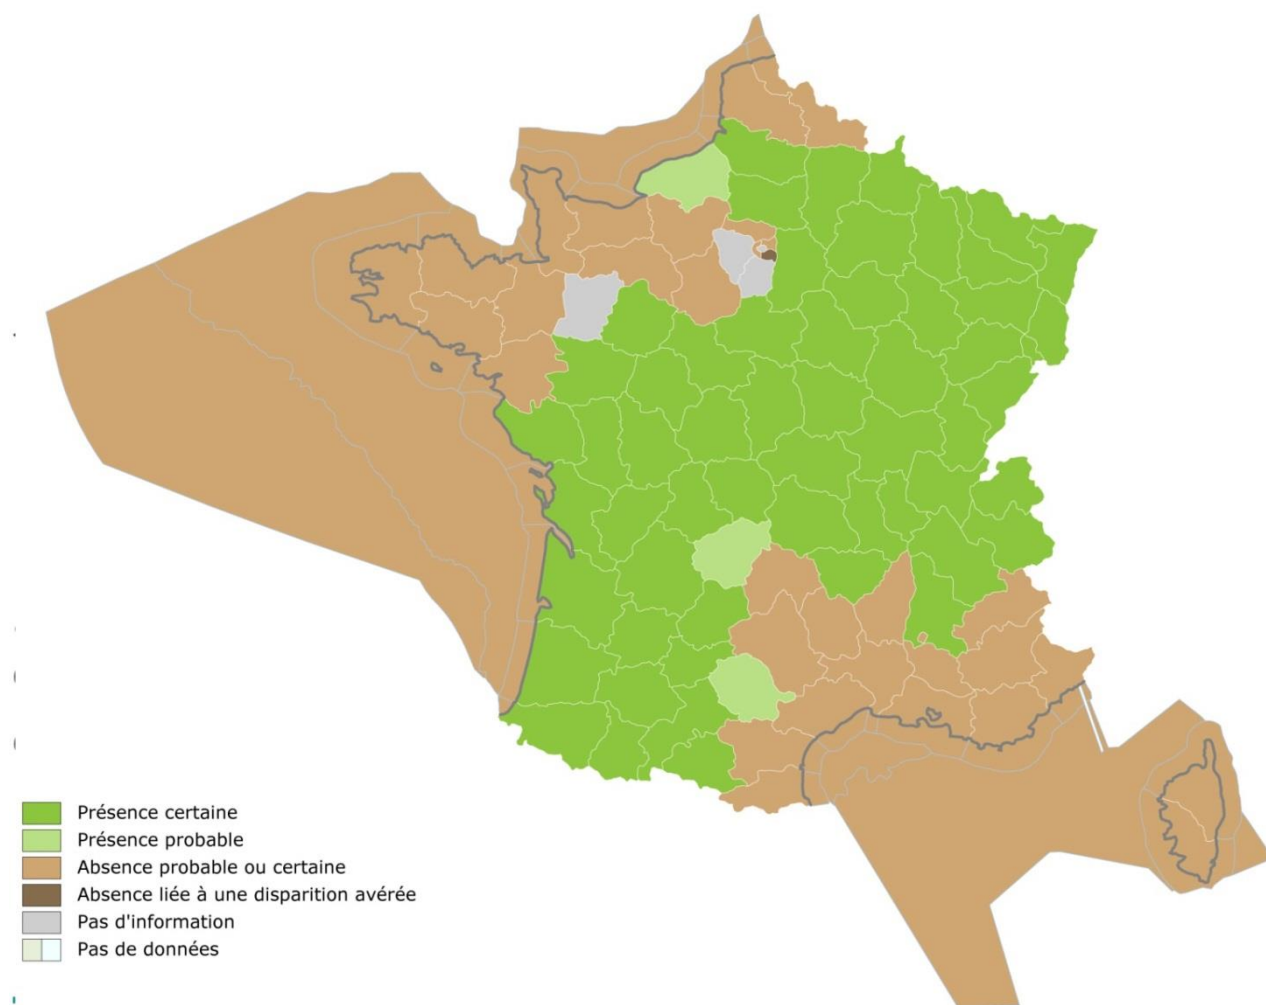 Présence certaine
Présence probable
Absence probable ou certaine
Absence liée à une disparition avérée
Pas d'information
Pas de données